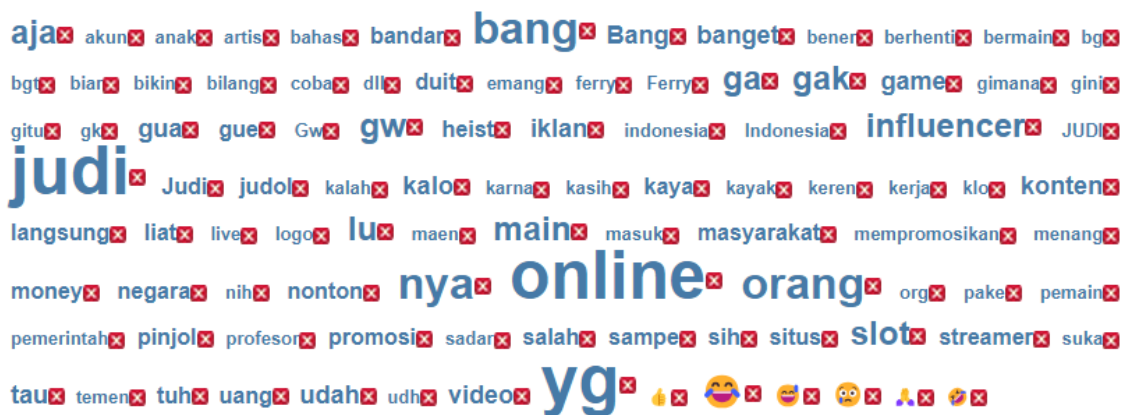 aja akun anak artis bahas bandar bang Bang banget bener berhenti bermain bg
bgt biar bikin bilang coba dll duit emang ferry Ferry ga gak game gimana gini
gitu gk gua gue Gw gw heist iklan indonesia Indonesia influencer JUDI
judi Judi judol kalah kalo karna kasih kaya kayak keren kerja klo konten
langsung liat live logo lu maen main masuk masyarakat mempromosikan menang
money negara nih nonton nya online orang org pake pemain
pemerintah pinjol profesor promosi sadar salah sampe sih situs slot streamer suka
tau temen tuh uang udah udh video yg 👍 😂 😅 😢 🙏 🤣